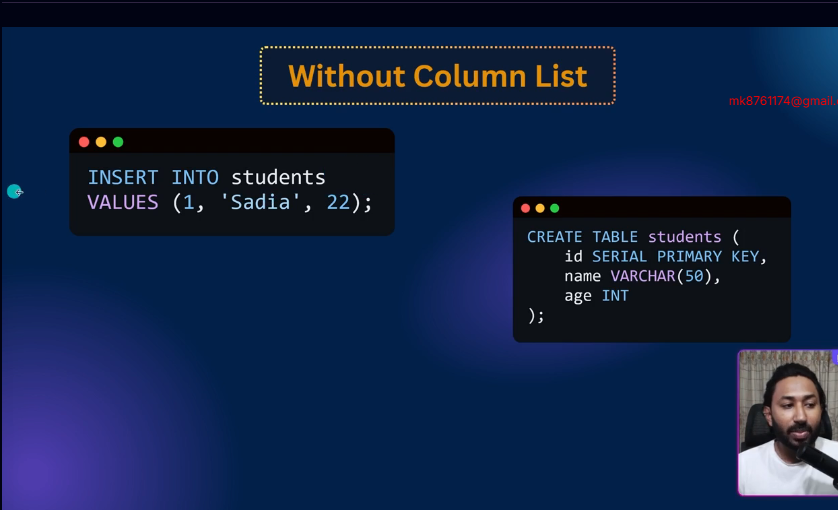 Without Column List
mk8761174@gmail.
INSERT INTO students
VALUES (1, 'Sadia', 22);
CREATE TABLE students (
    id SERIAL PRIMARY KEY,
    name VARCHAR(50),
    age INT
);